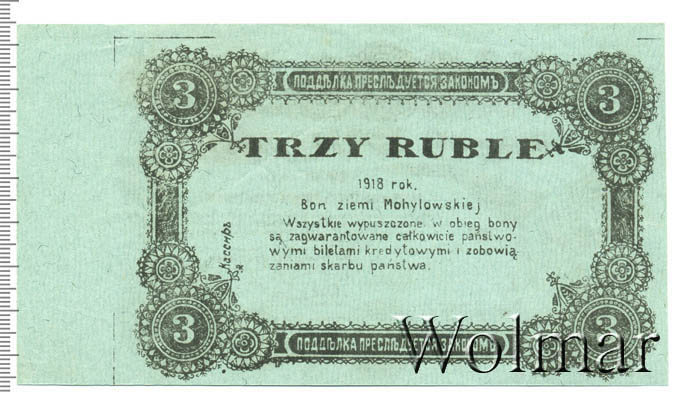 3 ПОДДѢЛКА ПРЕСЛѢДУЕТСЯ ЗАКОНОМЪ 3
TRZY RUBLE
1918 rok.
Bon ziemi Mohylowskiej
Wszystkie wypuszczone w obieg bony
są zagwarantowane całkowicie państwo-
wymi biletami kredytowymi i zobowią
zaniami skarbu państwa.
Кассиръ
3 ПОДДѢЛКА ПРЕСЛѢДУЕТСЯ ЗАКОНОМЪ 3
Wolmar